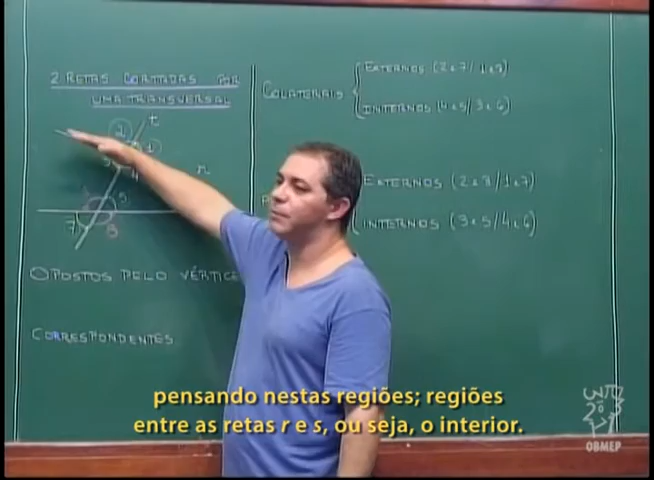 2 RETAS CORTADAS POR
UMA TRANSVERSAL
t
2
1
3
4
r
5
7
8
OPOSTOS PELO VÉRTICE
CORRESPONDENTES
COLATERAIS
EXTERNOS (2 e 7 / 1 e 8)
INTERNOS (4 e 5 / 3 e 6)
EXTERNOS (2 e 8 / 1 e 7)
INTERNOS (3 e 5 / 4 e 6)
pensando nestas regiões; regiões
entre as retas r e s, ou seja, o interior.
OBMEP